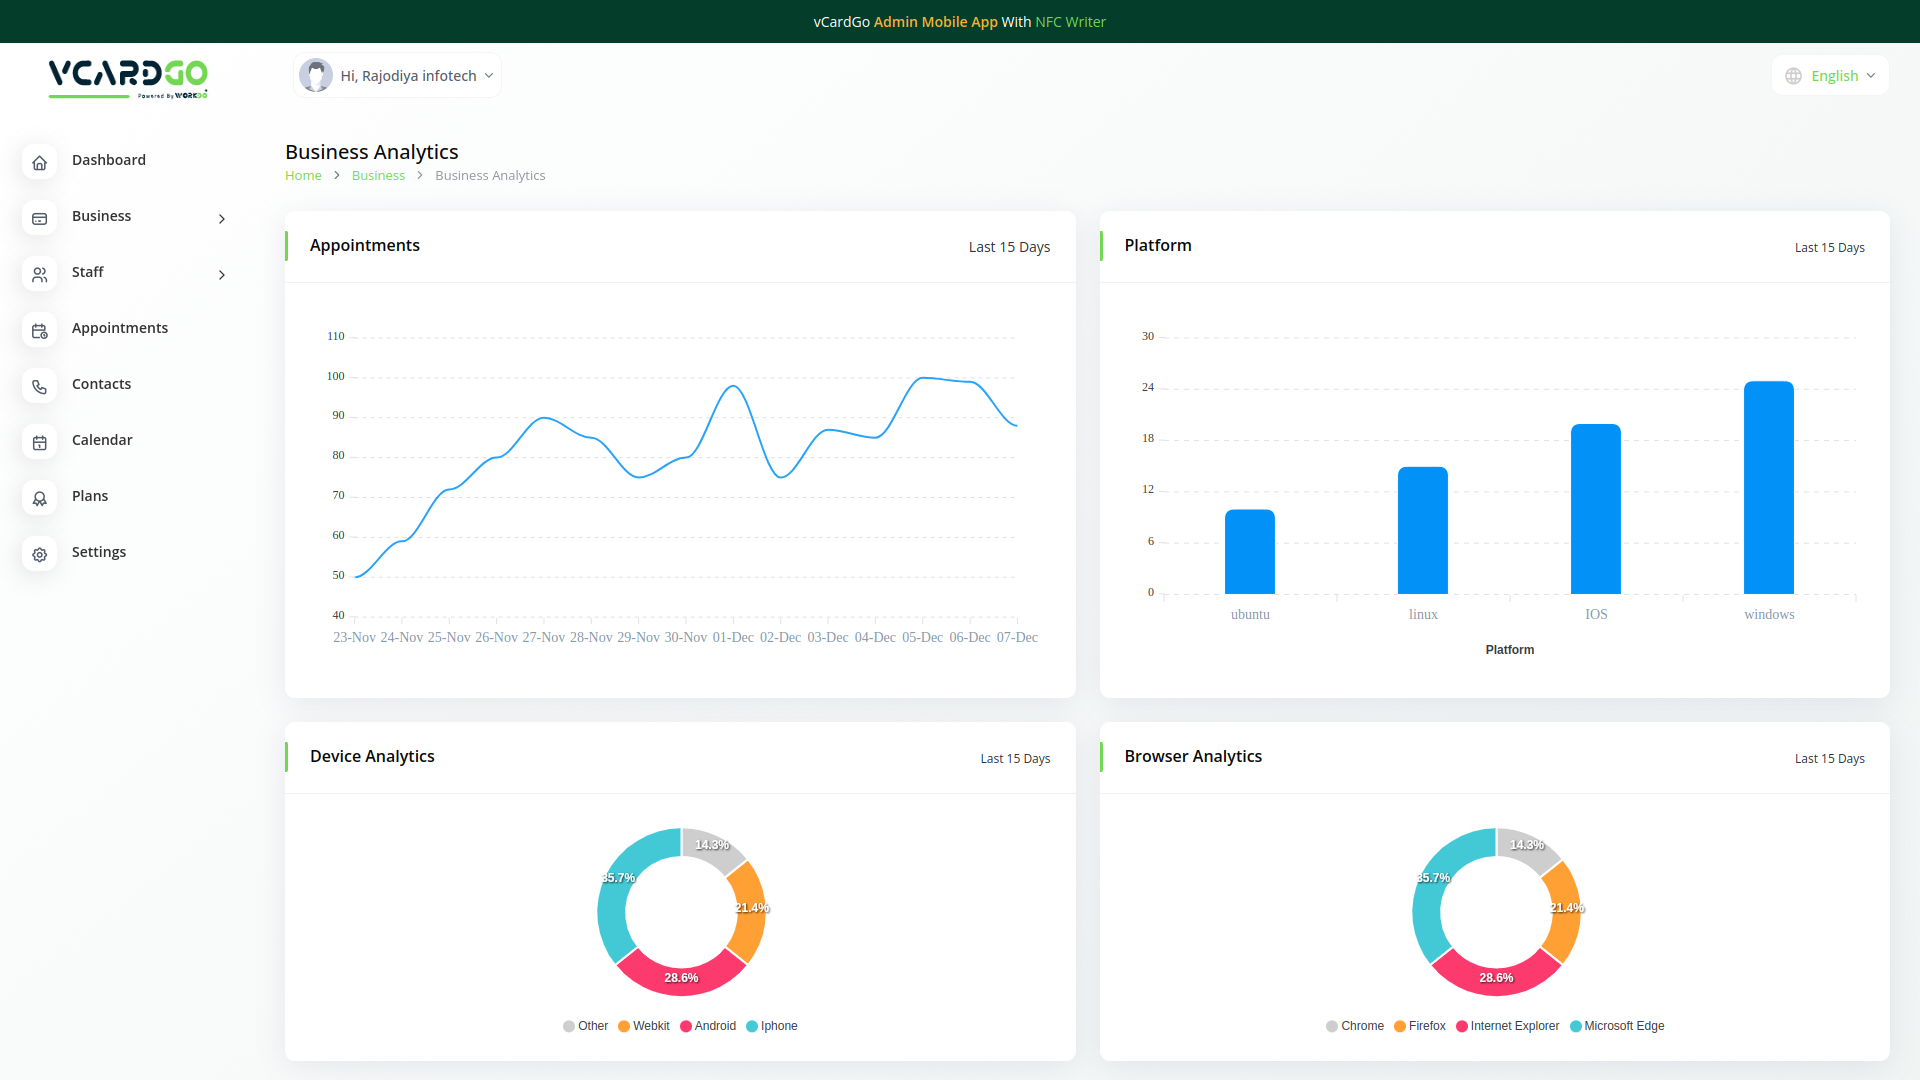 vCardGo Admin Mobile App With NFC Writer
VCARDGO
Powered By WORKDO
Hi, Rajodiya infotech
English
Dashboard
Business
Staff
Appointments
Contacts
Calendar
Plans
Settings
Business Analytics
Home > Business > Business Analytics
Appointments
Last 15 Days
110
100
90
80
70
60
50
40
23-Nov 24-Nov 25-Nov 26-Nov 27-Nov 28-Nov 29-Nov 30-Nov 01-Dec 02-Dec 03-Dec 04-Dec 05-Dec 06-Dec 07-Dec
Platform
Last 15 Days
30
24
18
12
6
0
ubuntu linux IOS windows
Platform
Device Analytics
Last 15 Days
14.3%
35.7%
21.4%
28.6%
Other Webkit Android Iphone
Browser Analytics
Last 15 Days
14.3%
35.7%
21.4%
28.6%
Chrome Firefox Internet Explorer Microsoft Edge